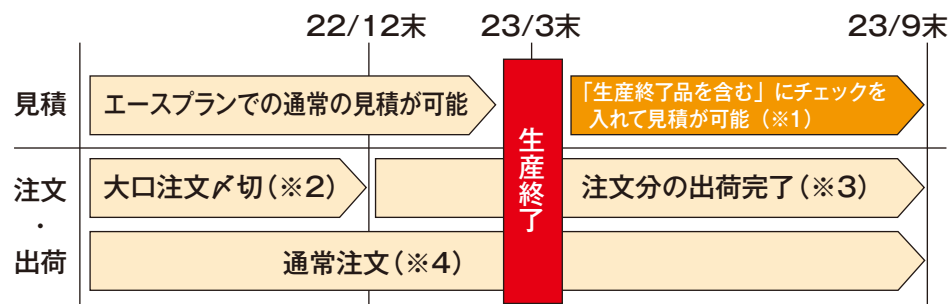 22/12末 23/3末 23/9末
見積
エースプランでの通常の見積が可能
「生産終了品を含む」にチェックを
入れて見積が可能（※1）
生産終了
注文
・
出荷
大口注文〆切（※2）
注文分の出荷完了（※3）
通常注文（※4）